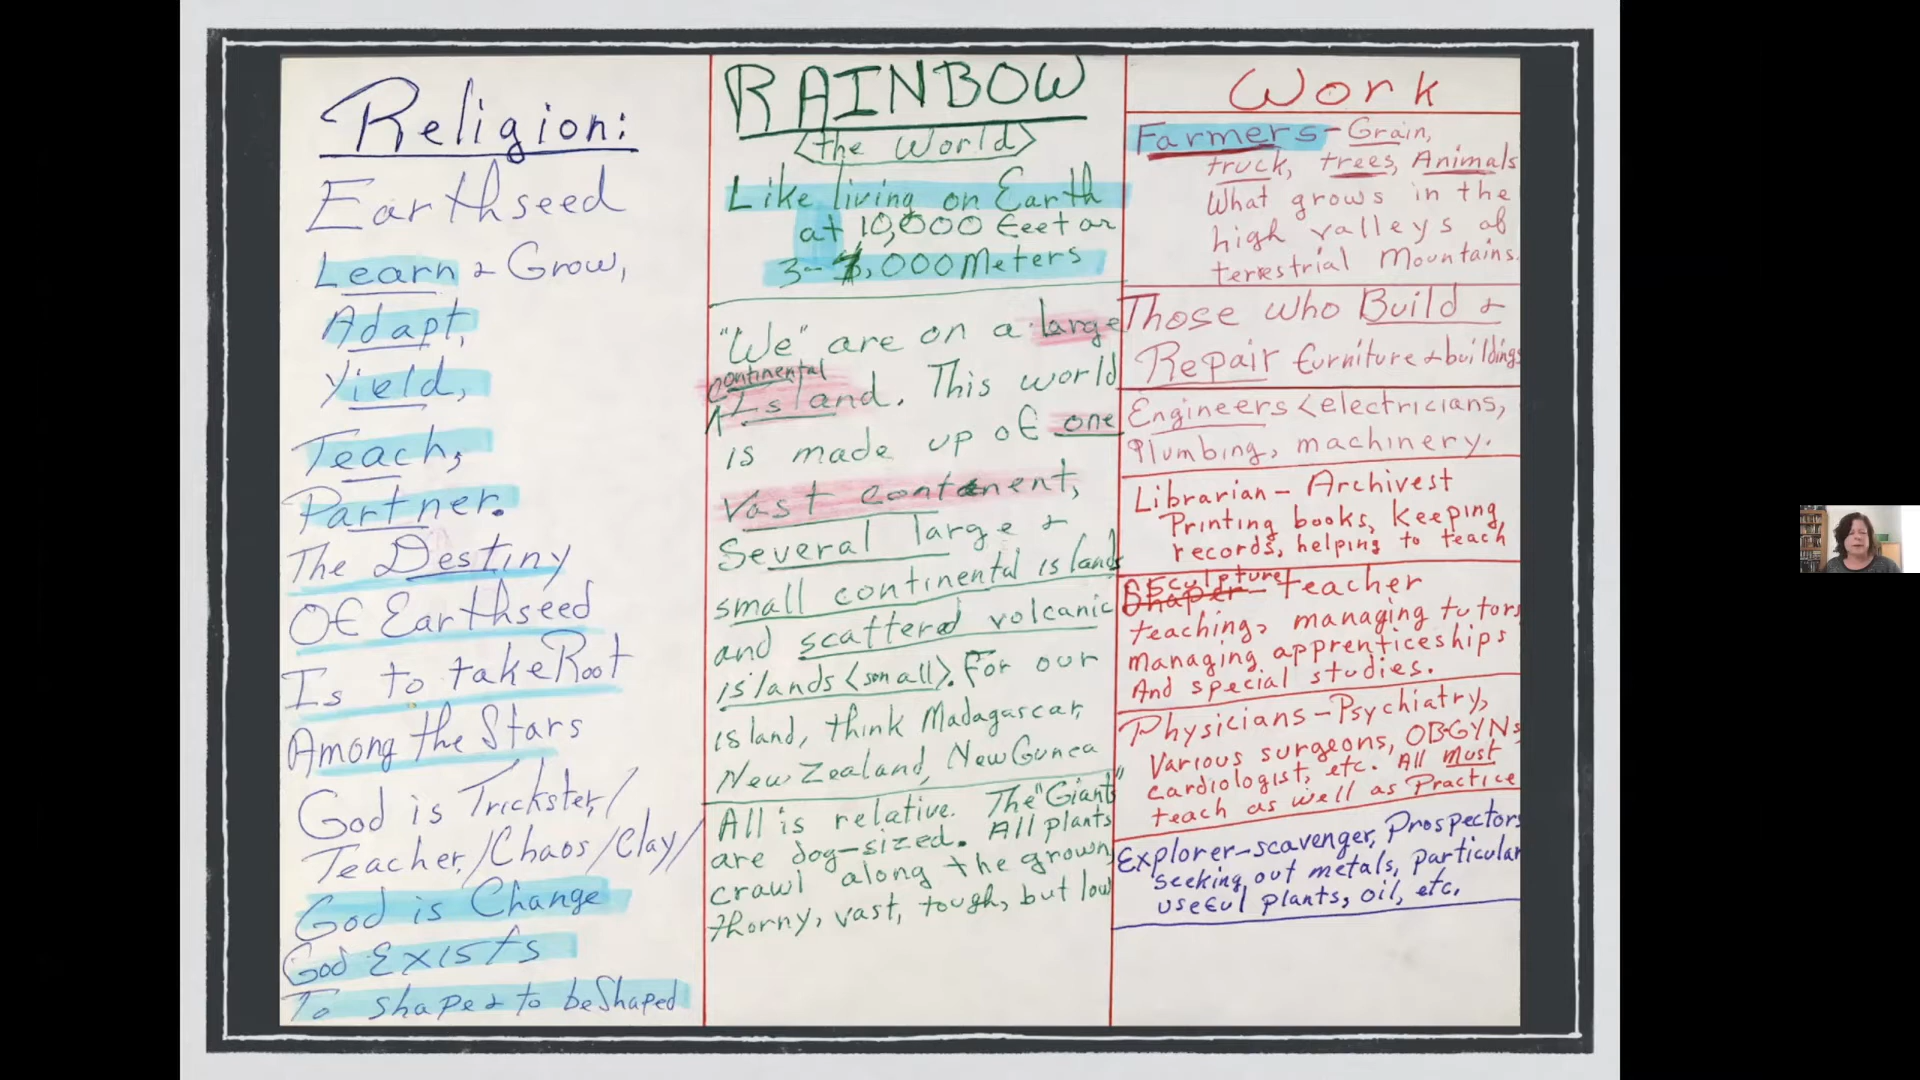 Religion:
Earthseed
Learn & Grow,
Adapt,
Yield,
Teach,
Partner.
The Destiny
Of Earthseed
Is to take Root
Among the Stars
God is Trickster/
Teacher/Chaos/Clay/
God is Change
God Exists
To shape & to be Shaped
RAINBOW
<the World>
Like living on Earth
at 10,000 feet or
3- ,000 Meters
"We" are on a large
continental
Island. This world
is made up of one
Vast continent,
Several large &
small continental islands
and scattered volcanic
islands <small>. For our
island, think Madagascar,
New Zealand, New Gunea
All is relative. The "Giants"
are dog-sized. All plants
crawl along the grown,
thorny, vast, tough, but low
Work
Farmers - Grain,
truck, trees, Animals
What grows in the
high valleys of
terrestrial Mountains.
Those who Build &
Repair furniture & buildings
Engineers <electricians,
Plumbing, machinery.
Librarian - Archivest
Printing books, keeping
records, helping to teach
Sculpture
Shaper - teacher
teaching, managing tutors
managing apprenticeships
And special studies.
Physicians - Psychiatry,
Various surgeons, OBGYNs
cardiologist, etc. All Must
teach as well as Practice
Explorer-scavenger, Prospectors
seeking out metals, particular
useful plants, oil, etc.